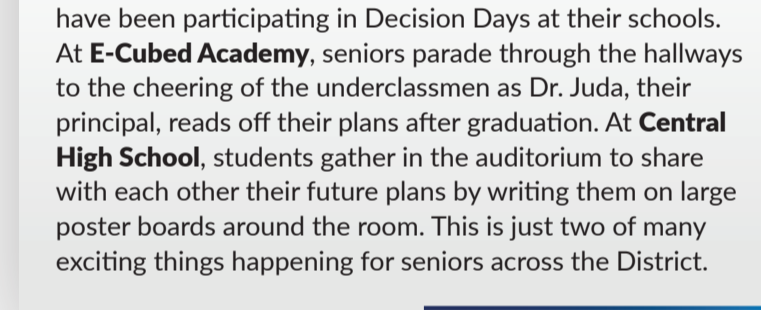 have been participating in Decision Days at their schools.
At E-Cubed Academy, seniors parade through the hallways
to the cheering of the underclassmen as Dr. Juda, their
principal, reads off their plans after graduation. At Central
High School, students gather in the auditorium to share
with each other their future plans by writing them on large
poster boards around the room. This is just two of many
exciting things happening for seniors across the District.